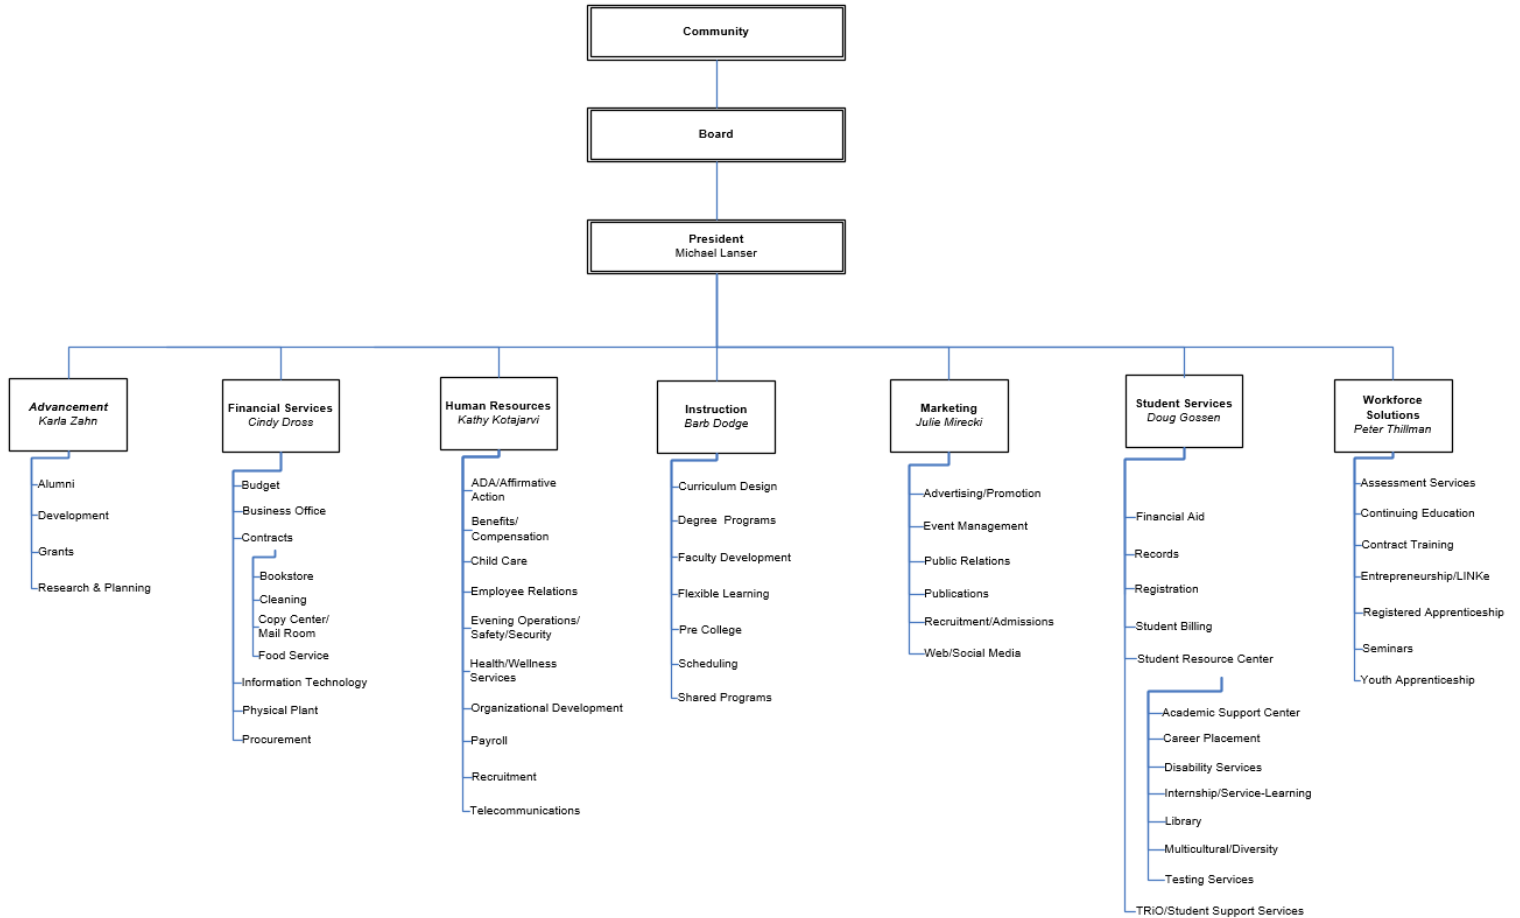 Community
Board
President
Michael Lanser
Advancement
Karla Zahn
Alumni
Development
Grants
Research & Planning
Financial Services
Cindy Dross
Budget
Business Office
Contracts
Bookstore
Cleaning
Copy Center/
Mail Room
Food Service
Information Technology
Physical Plant
Procurement
Human Resources
Kathy Kotajarvi
ADA/Affirmative
Action
Benefits/
Compensation
Child Care
Employee Relations
Evening Operations/
Safety/Security
Health/Wellness
Services
Organizational Development
Payroll
Recruitment
Telecommunications
Instruction
Barb Dodge
Curriculum Design
Degree Programs
Faculty Development
Flexible Learning
Pre College
Scheduling
Shared Programs
Marketing
Julie Mirecki
Advertising/Promotion
Event Management
Public Relations
Publications
Recruitment/Admissions
Web/Social Media
Student Services
Doug Gossen
Financial Aid
Records
Registration
Student Billing
Student Resource Center
Academic Support Center
Career Placement
Disability Services
Internship/Service-Learning
Library
Multicultural/Diversity
Testing Services
TRiO/Student Support Services
Workforce
Solutions
Peter Thillman
Assessment Services
Continuing Education
Contract Training
Entrepreneurship/LINKe
Registered Apprenticeship
Seminars
Youth Apprenticeship